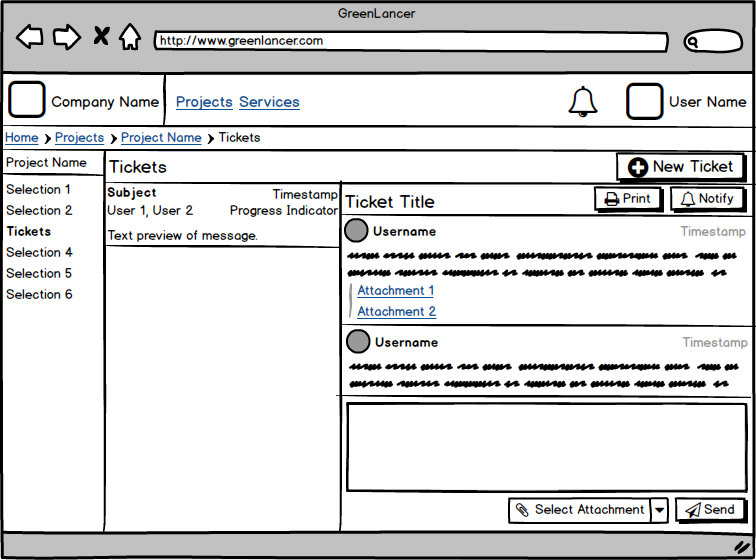 GreenLancer
http://www.greenlancer.com
Company Name Projects Services User Name
Home Projects Project Name Tickets
Project Name
Selection 1
Selection 2
Tickets
Selection 4
Selection 5
Selection 6
Tickets
New Ticket
Subject Timestamp
User 1, User 2 Progress Indicator
Text preview of message.
Ticket Title
Print Notify
Username Timestamp
Attachment 1
Attachment 2
Username Timestamp
Select Attachment Send